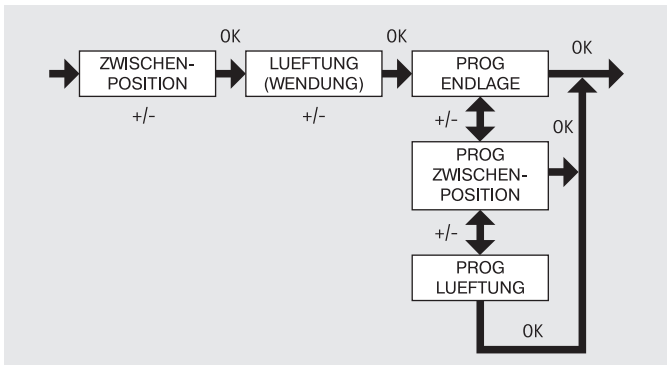 OK OK OK
ZWISCHEN-
POSITION
LUEFTUNG
(WENDUNG)
PROG
ENDLAGE
+/- +/- +/-
OK
PROG
ZWISCHEN-
POSITION
+/-
PROG
LUEFTUNG
OK